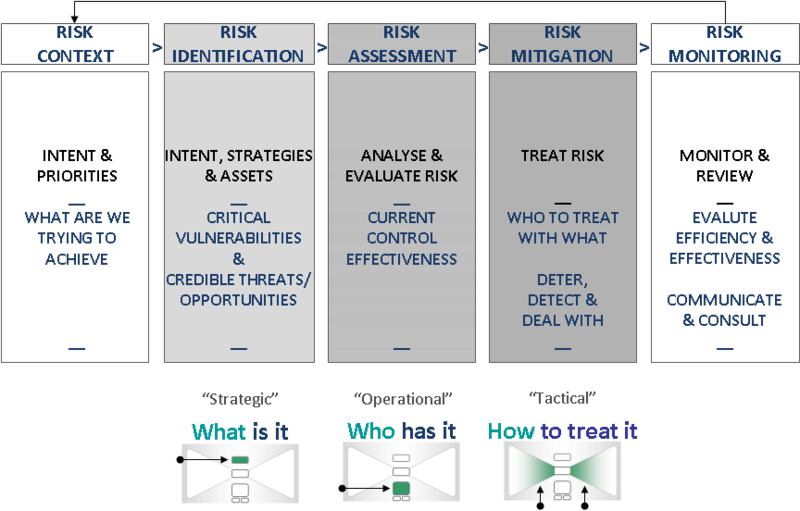 RISK
CONTEXT
>
RISK
IDENTIFICATION
>
RISK
ASSESSMENT
>
RISK
MITIGATION
>
RISK
MONITORING
INTENT &
PRIORITIES
WHAT ARE WE
TRYING TO
ACHIEVE
INTENT, STRATEGIES
& ASSETS
CRITICAL
VULNERABILITIES
&
CREDIBLE THREATS/
OPPORTUNITIES
ANALYSE &
EVALUATE RISK
CURRENT
CONTROL
EFFECTIVENESS
TREAT RISK
WHO TO TREAT
WITH WHAT
DETER,
DETECT &
DEAL WITH
MONITOR &
REVIEW
EVALUTE
EFFICIENCY &
EFFECTIVENESS
COMMUNICATE
& CONSULT
“Strategic”
What is it
“Operational”
Who has it
“Tactical”
How to treat it